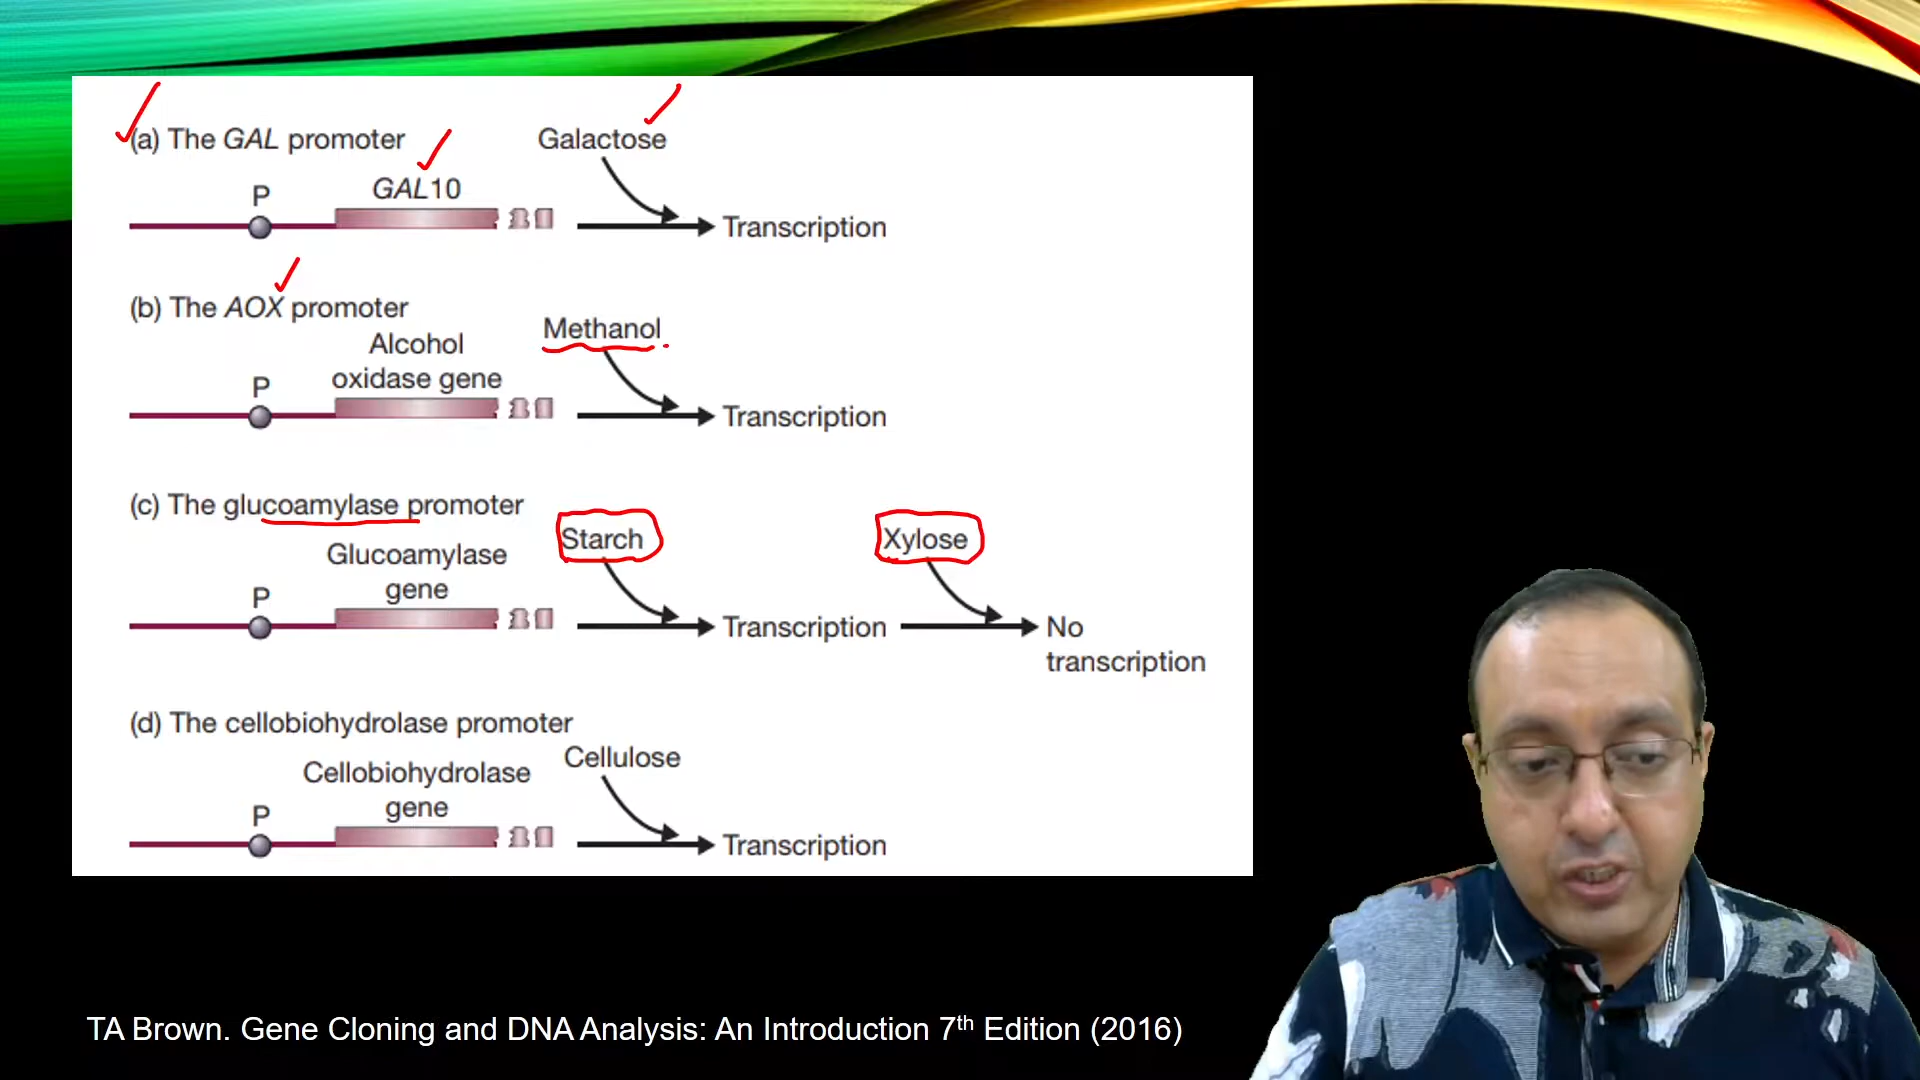 (a) The GAL promoter
Galactose
P
GAL10
Transcription
(b) The AOX promoter
Methanol
Alcohol
oxidase gene
P
Transcription
(c) The glucoamylase promoter
Starch
Xylose
Glucoamylase
gene
P
Transcription
No
transcription
(d) The cellobiohydrolase promoter
Cellulose
Cellobiohydrolase
gene
P
Transcription
TA Brown. Gene Cloning and DNA Analysis: An Introduction 7th Edition (2016)